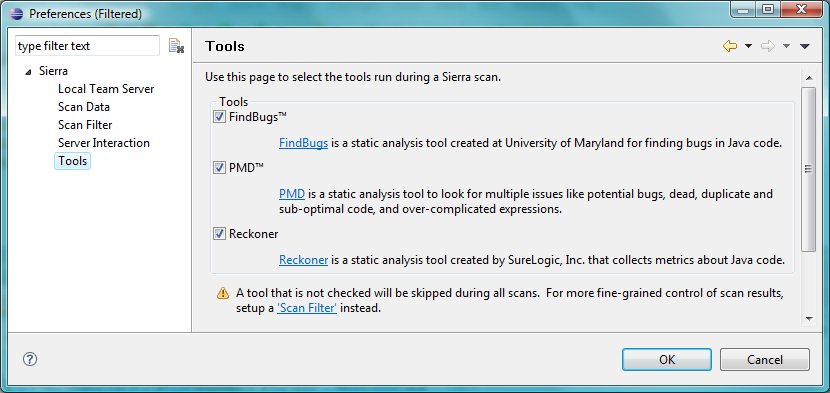 Preferences (Filtered)
type filter text
Sierra
Local Team Server
Scan Data
Scan Filter
Server Interaction
Tools
Tools
Use this page to select the tools run during a Sierra scan.
Tools
FindBugs™
FindBugs is a static analysis tool created at University of Maryland for finding bugs in Java code.
PMD™
PMD is a static analysis tool to look for multiple issues like potential bugs, dead, duplicate and
sub-optimal code, and over-complicated expressions.
Reckoner
Reckoner is a static analysis tool created by SureLogic, Inc. that collects metrics about Java code.
A tool that is not checked will be skipped during all scans.  For more fine-grained control of scan results,
setup a 'Scan Filter' instead.
OK
Cancel